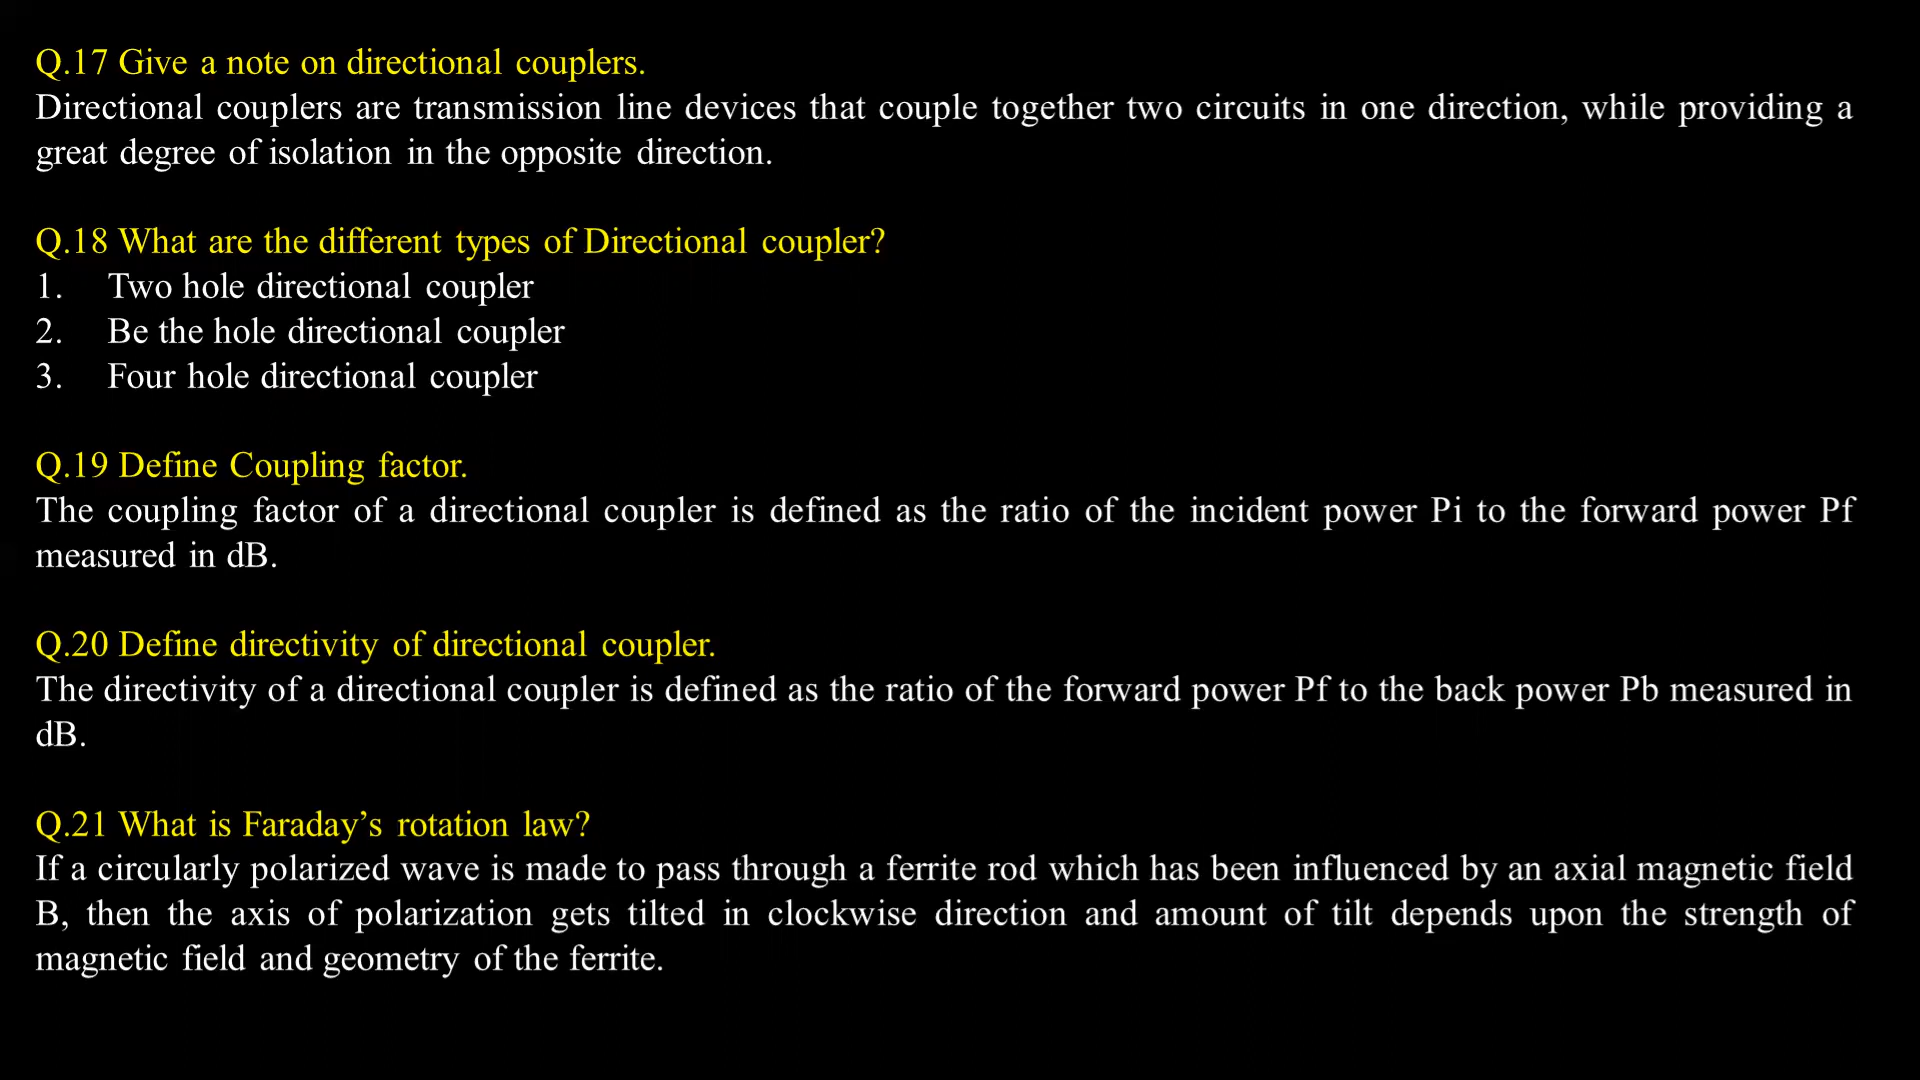 Q.17 Give a note on directional couplers.
Directional couplers are transmission line devices that couple together two circuits in one direction, while providing a
great degree of isolation in the opposite direction.
Q.18 What are the different types of Directional coupler?
1. Two hole directional coupler
2. Be the hole directional coupler
3. Four hole directional coupler
Q.19 Define Coupling factor.
The coupling factor of a directional coupler is defined as the ratio of the incident power Pi to the forward power Pf
measured in dB.
Q.20 Define directivity of directional coupler.
The directivity of a directional coupler is defined as the ratio of the forward power Pf to the back power Pb measured in
dB.
Q.21 What is Faraday’s rotation law?
If a circularly polarized wave is made to pass through a ferrite rod which has been influenced by an axial magnetic field
B, then the axis of polarization gets tilted in clockwise direction and amount of tilt depends upon the strength of
magnetic field and geometry of the ferrite.